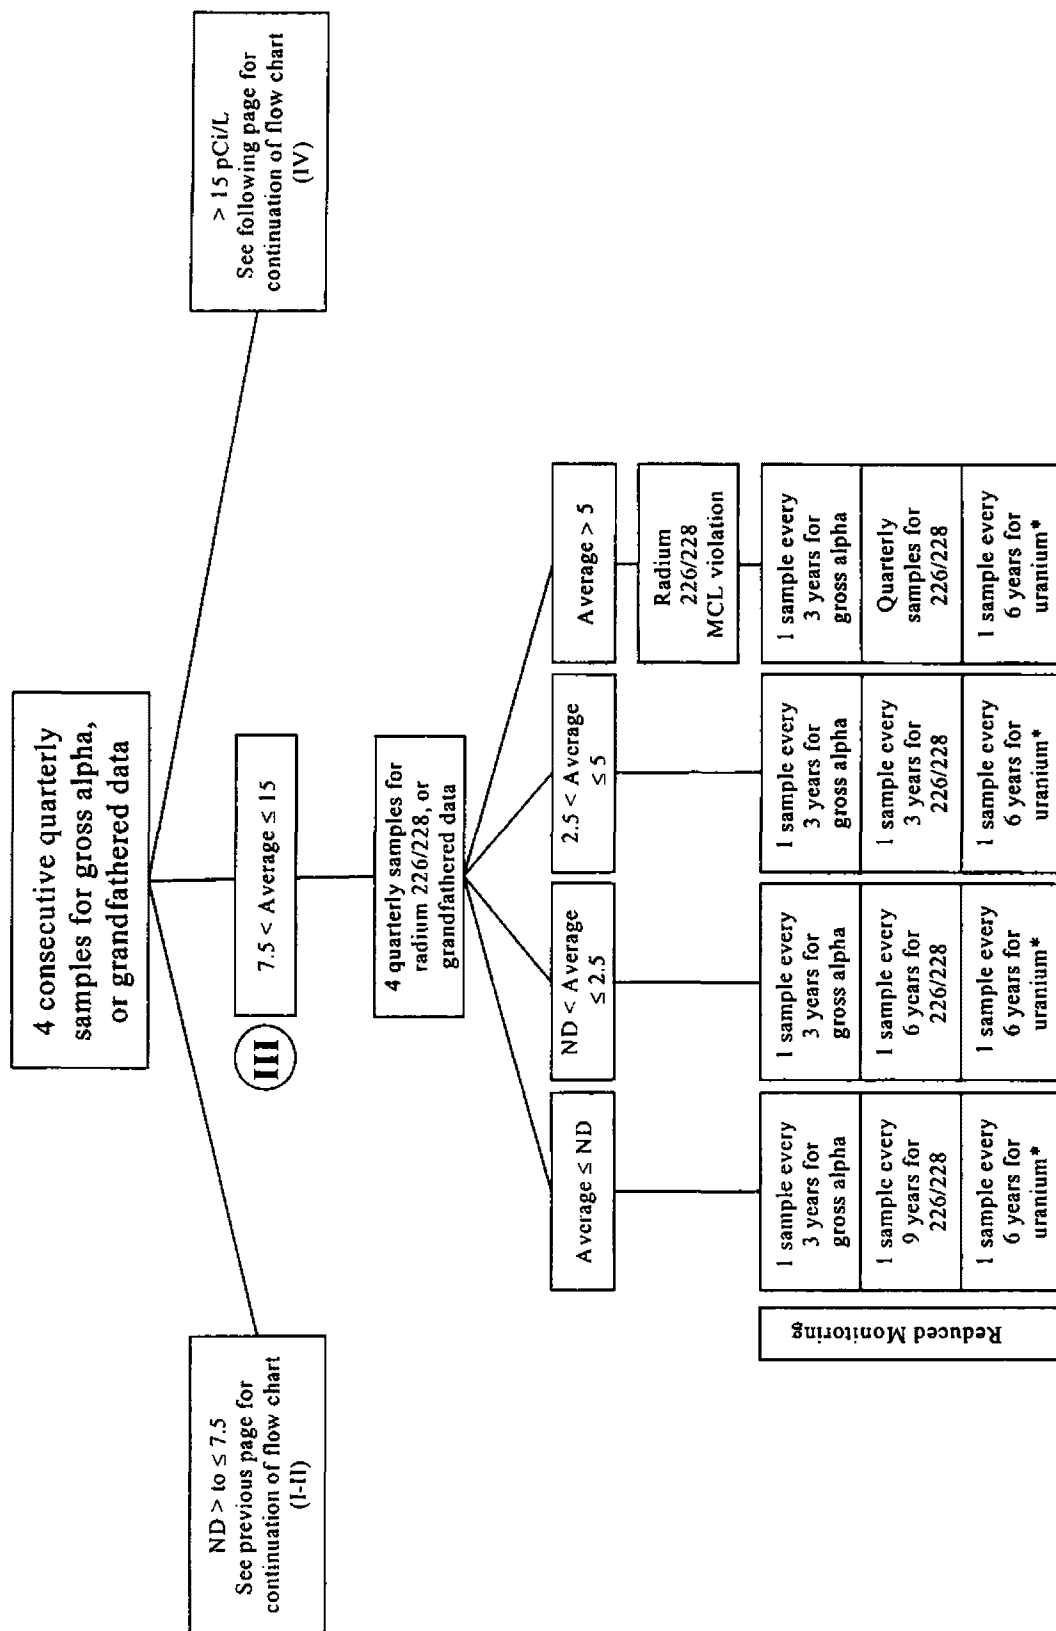 4 consecutive quarterly
samples for gross alpha,
or grandfathered data
ND > to ≤ 7.5
See previous page for
continuation of flow chart
(I-II)
III
7.5 < Average ≤ 15
> 15 pCi/L
See following page for
continuation of flow chart
(IV)
4 quarterly samples for
radium 226/228, or
grandfathered data
Average ≤ ND
ND < Average
≤ 2.5
2.5 < Average
≤ 5
Average > 5
Radium
226/228
MCL violation
Reduced Monitoring
1 sample every
3 years for
gross alpha
1 sample every
9 years for
226/228
1 sample every
6 years for
uranium*
1 sample every
3 years for
gross alpha
1 sample every
6 years for
226/228
1 sample every
6 years for
uranium*
1 sample every
3 years for
gross alpha
1 sample every
3 years for
226/228
1 sample every
6 years for
uranium*
1 sample every
3 years for
gross alpha
Quarterly
samples for
226/228
1 sample every
6 years for
uranium*